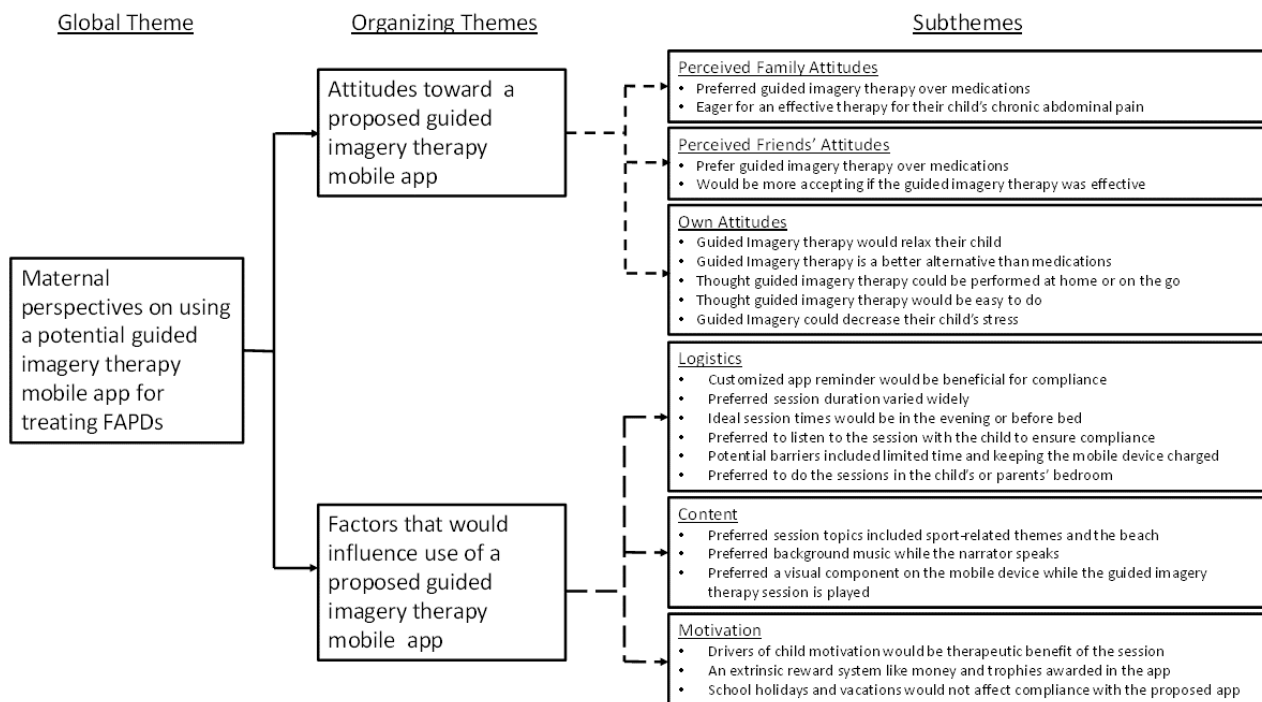 Global Theme
Organizing Themes
Subthemes
Maternal
perspectives on using
a potential guided
imagery therapy
mobile app for
treating FAPDs
Attitudes toward a
proposed guided
imagery therapy
mobile app
Perceived Family Attitudes
• Preferred guided imagery therapy over medications
• Eager for an effective therapy for their child's chronic abdominal pain
Perceived Friends' Attitudes
• Prefer guided imagery therapy over medications
• Would be more accepting if the guided imagery therapy was effective
Own Attitudes
• Guided Imagery therapy would relax their child
• Guided Imagery therapy is a better alternative than medications
• Thought guided imagery therapy could be performed at home or on the go
• Thought guided imagery therapy would be easy to do
• Guided Imagery could decrease their child's stress
Factors that would
influence use of a
proposed guided
imagery therapy
mobile app
Logistics
• Customized app reminder would be beneficial for compliance
• Preferred session duration varied widely
• Ideal session times would be in the evening or before bed
• Preferred to listen to the session with the child to ensure compliance
• Potential barriers included limited time and keeping the mobile device charged
• Preferred to do the sessions in the child's or parents' bedroom
Content
• Preferred session topics included sport-related themes and the beach
• Preferred background music while the narrator speaks
• Preferred a visual component on the mobile device while the guided imagery
therapy session is played
Motivation
• Drivers of child motivation would be therapeutic benefit of the session
• An extrinsic reward system like money and trophies awarded in the app
• School holidays and vacations would not affect compliance with the proposed app